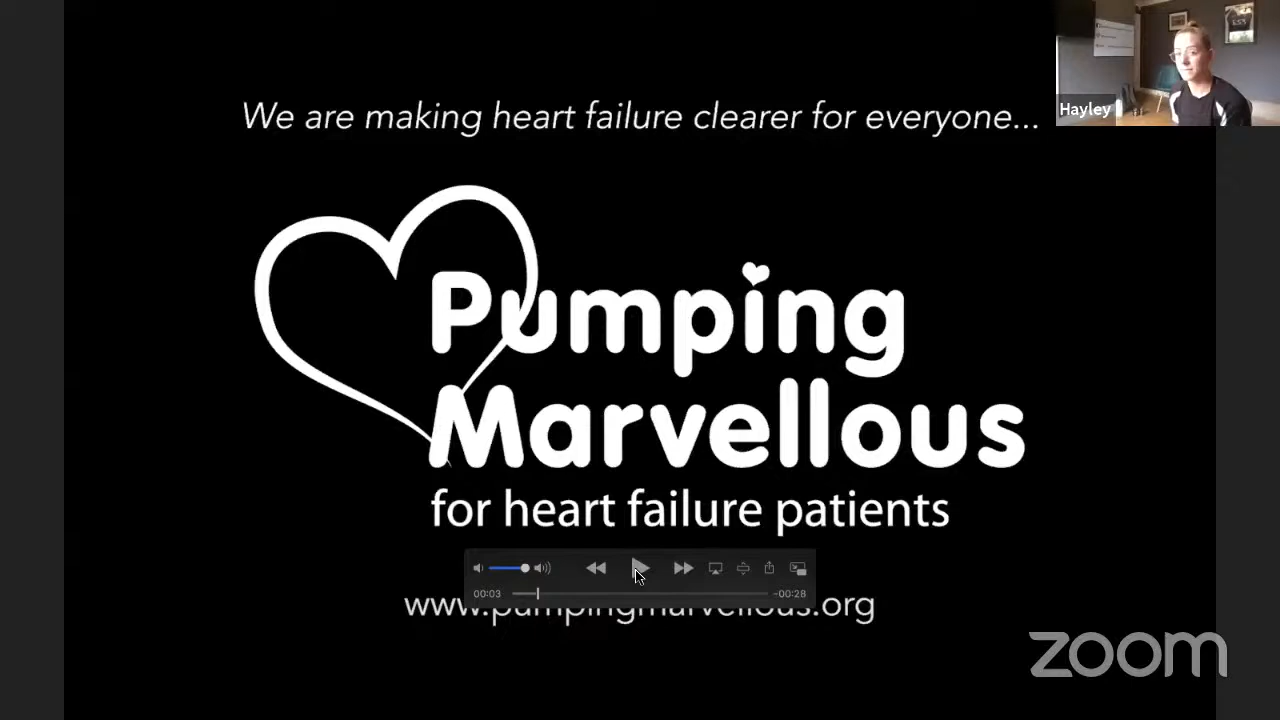 We are making heart failure clearer for everyone...
Hayley
Pumping
Marvellous
for heart failure patients
00:03
-00:28
www.pumpingmarvellous.org
zoom